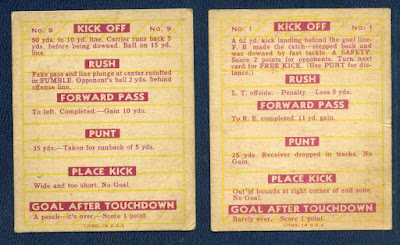 No. 9 KICK OFF No. 9
50 yds. to 10 yd. line. Carrier runs back 5
yds. before being downed. Ball on 15 yd.
line.
RUSH
Fake pass and line plunge at center resulted
in FUMBLE. Opponent's ball 2 yds. behind
offense line.
FORWARD PASS
To left. Completed.—Gain 10 yds.
PUNT
35 yds.—Taken for runback of 5 yds.
PLACE KICK
Wide and too short. No Goal.
GOAL AFTER TOUCHDOWN
A peach—it's over. Score 1 point.
LITHO. IN U.S.A.
No. 1 KICK OFF No. 1
A 62 yd. kick landing behind the goal line.
F. B. made the catch—stepped back and
was downed by fast tackling. A SAFETY.
Score 2 points for opponents. Turn next
card for FREE KICK. (Use PUNT for dis-
tance.)
RUSH
L. T. offside. Penalty. Loss 5 yds.
FORWARD PASS
To R. E. completed. 11 yd. gain.
PUNT
25 yds. Receiver dropped in tracks. No
Gain.
PLACE KICK
Out of bounds at right corner of end zone.
No Goal.
GOAL AFTER TOUCHDOWN
Barely over. Score 1 point.
LITHO. IN U.S.A.